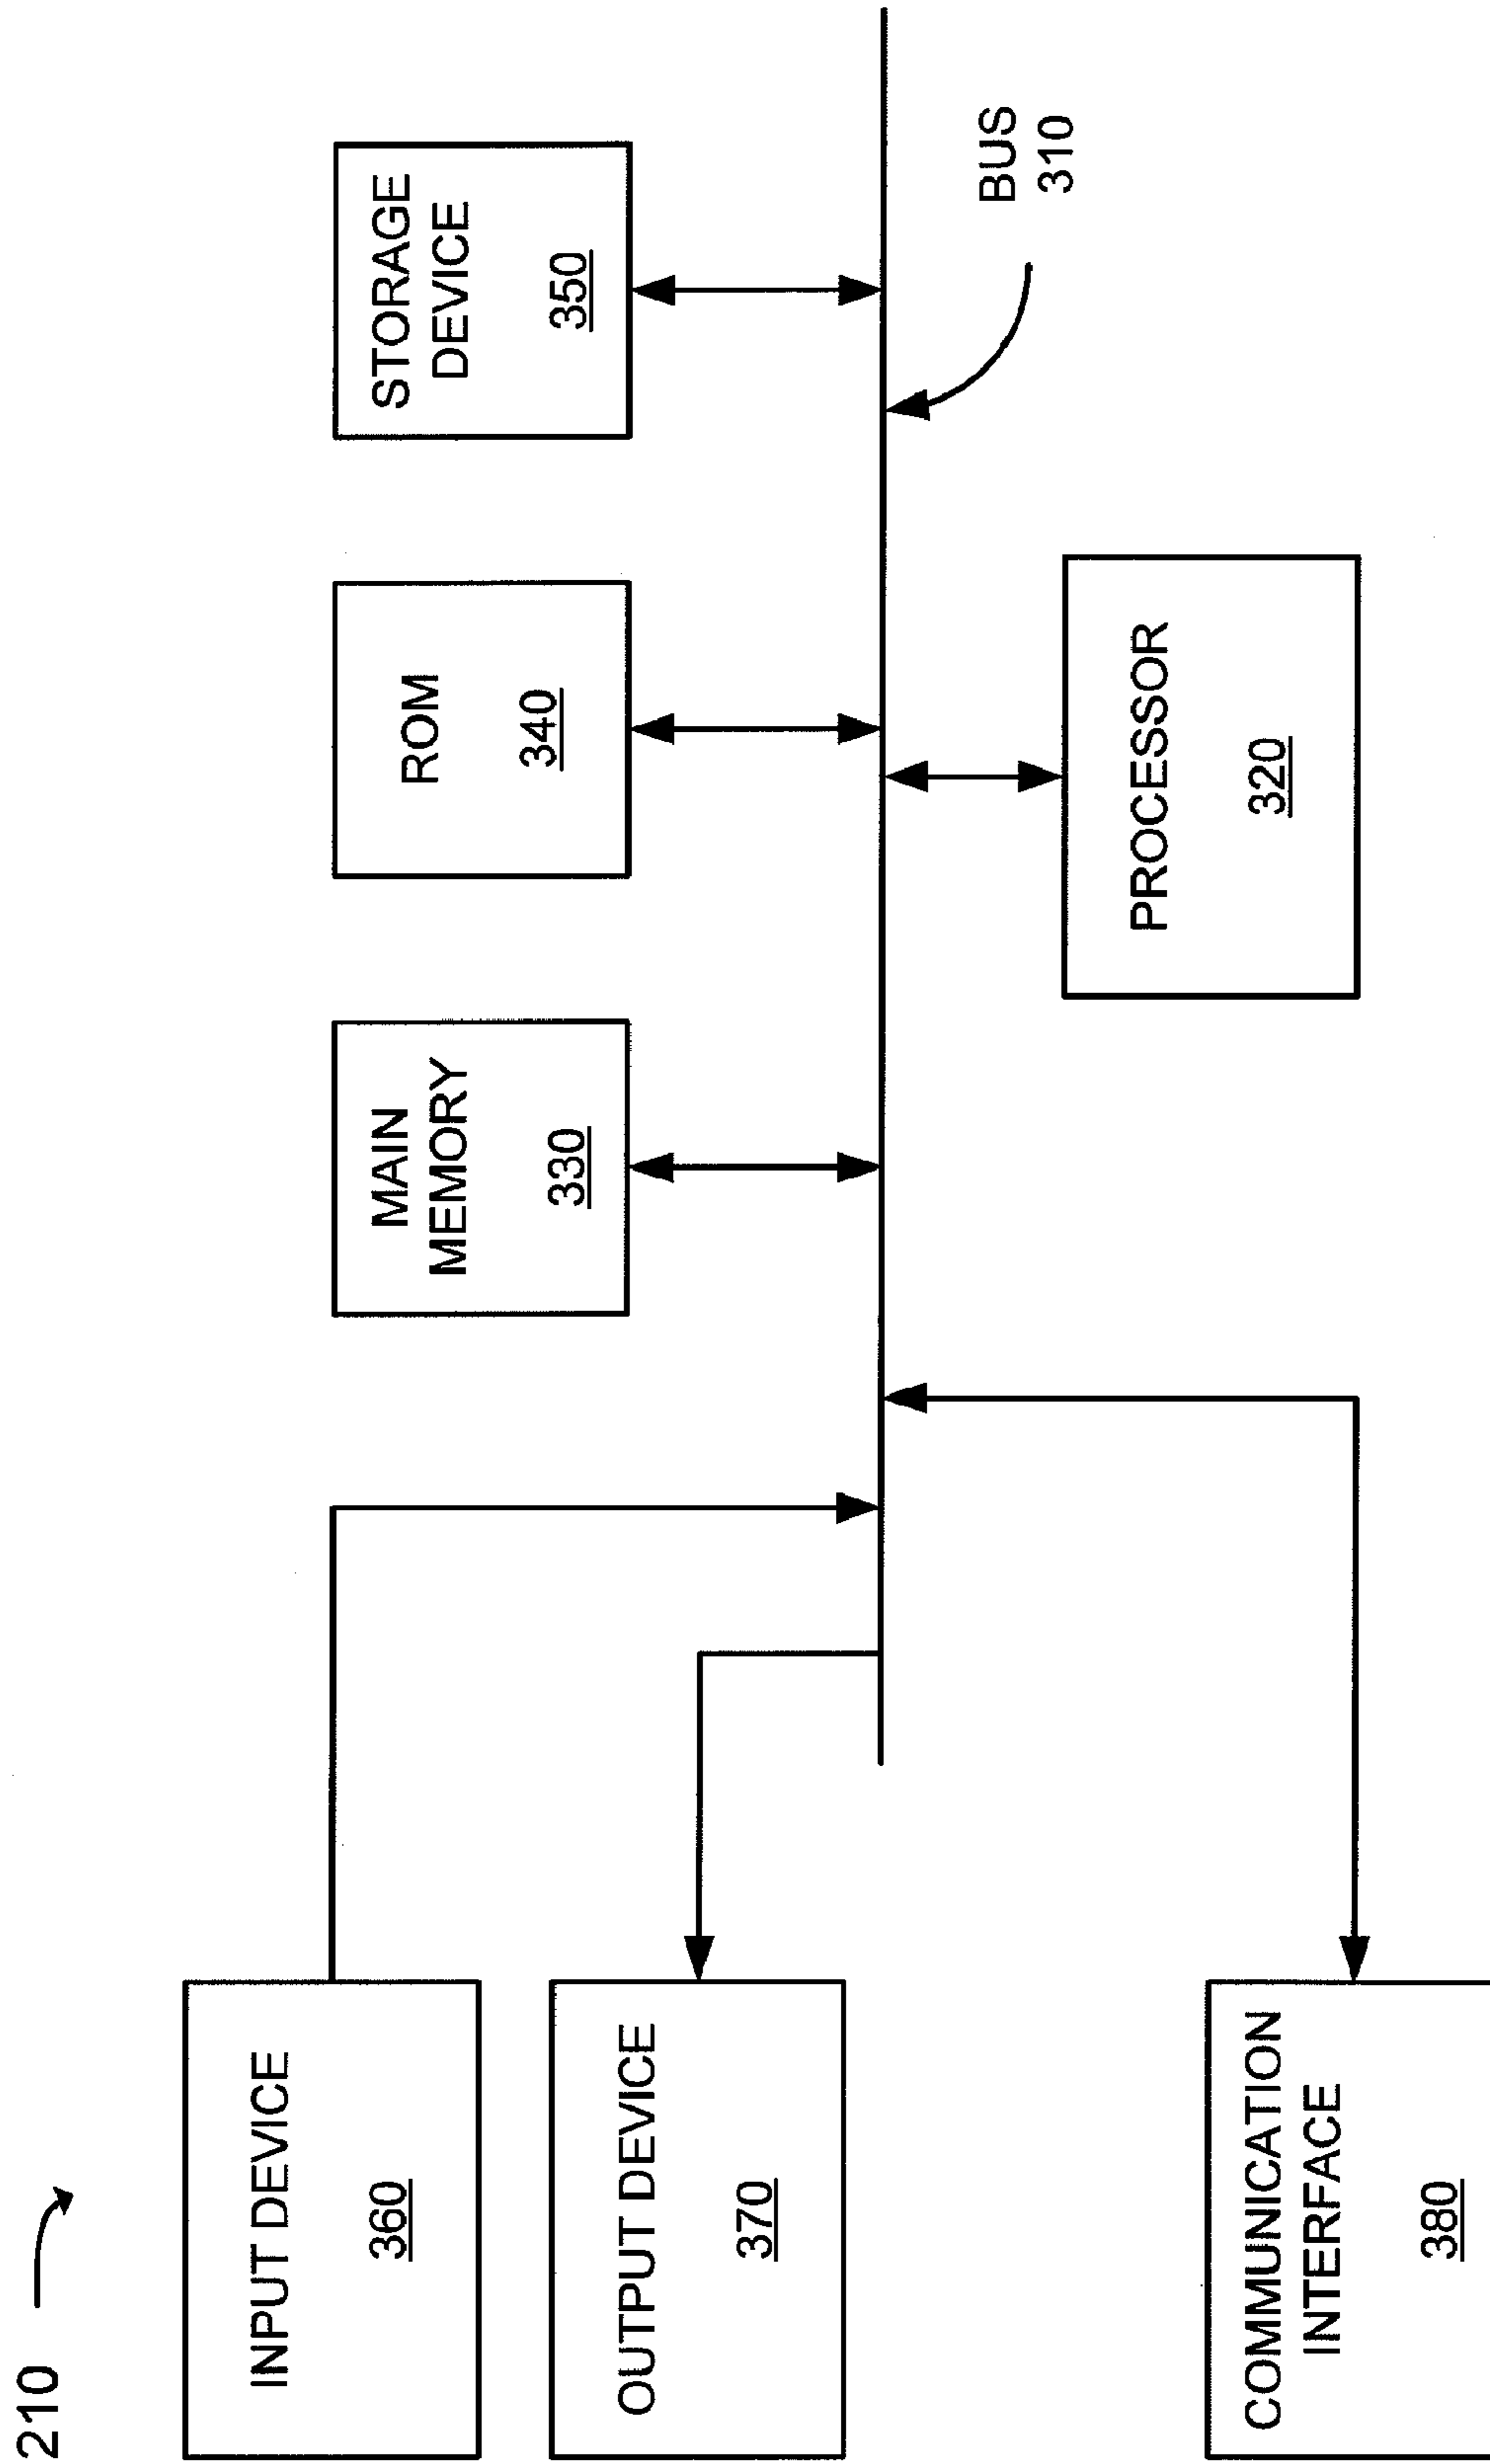 210
INPUT DEVICE
360
OUTPUT DEVICE
370
COMMUNICATION
INTERFACE
380
MAIN
MEMORY
330
ROM
340
STORAGE
DEVICE
350
PROCESSOR
320
BUS
310